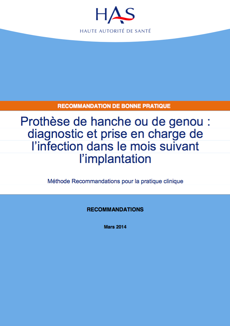 HAS
HAUTE AUTORITÉ DE SANTÉ
RECOMMANDATION DE BONNE PRATIQUE
Prothèse de hanche ou de genou :
diagnostic et prise en charge de
l'infection dans le mois suivant
l'implantation
Méthode Recommandations pour la pratique clinique
RECOMMANDATIONS
Mars 2014